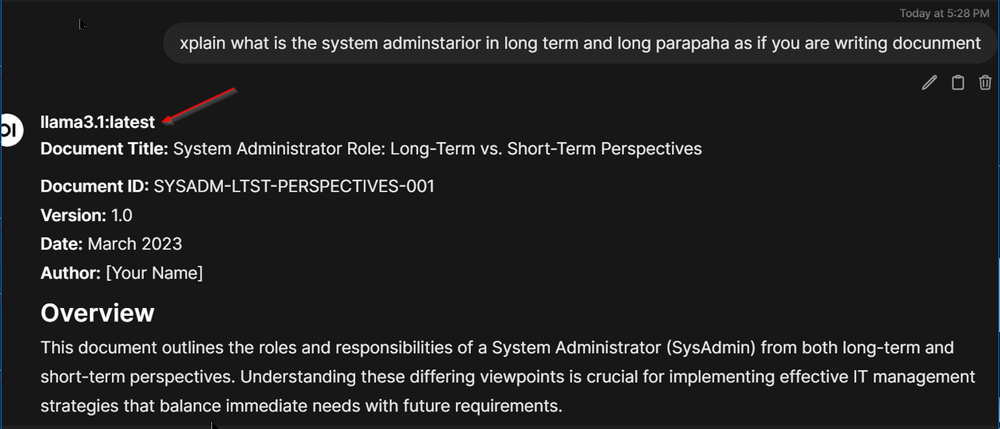 Today at 5:28 PM
xplain what is the system adminstarior in long term and long parapaha as if you are writing docunment
OI
llama3.1:latest
Document Title: System Administrator Role: Long-Term vs. Short-Term Perspectives
Document ID: SYSADM-LTST-PERSPECTIVES-001
Version: 1.0
Date: March 2023
Author: [Your Name]
Overview
This document outlines the roles and responsibilities of a System Administrator (SysAdmin) from both long-term and
short-term perspectives. Understanding these differing viewpoints is crucial for implementing effective IT management
strategies that balance immediate needs with future requirements.